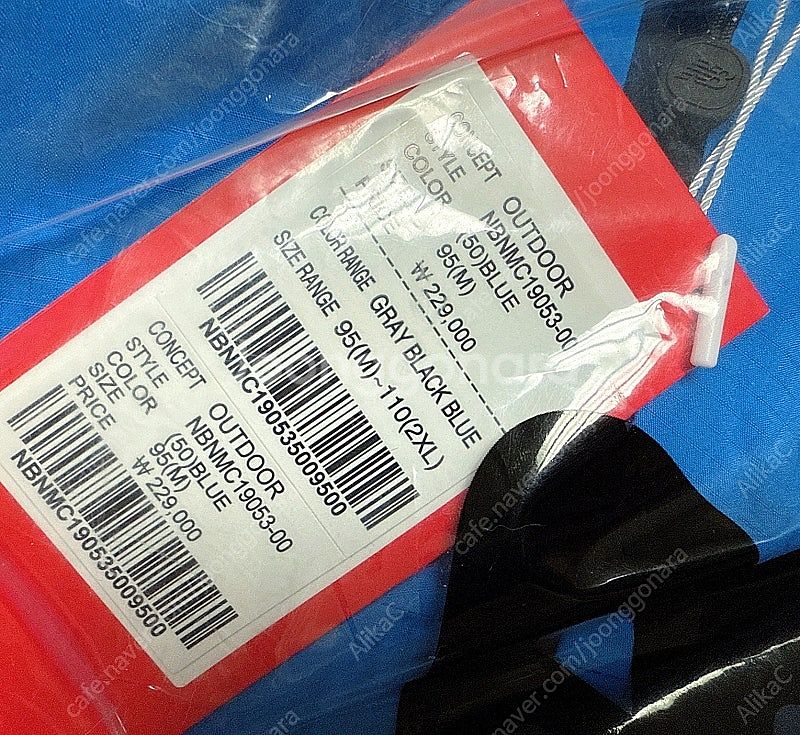 CONCEPT OUTDOOR
STYLE NBNMC19053-00
COLOR (50)BLUE
95(M)
₩ 229,000
COLOR RANGE GRAY BLACK BLUE
SIZE RANGE 95(M)~110(2XL)
NBNMC190535009500
CONCEPT OUTDOOR
STYLE NBNMC19053-00
COLOR (50)BLUE
SIZE 95(M)
PRICE ₩229,000
NBNMC190535009500
cafe.naver.com/joonggonara
AlikaC